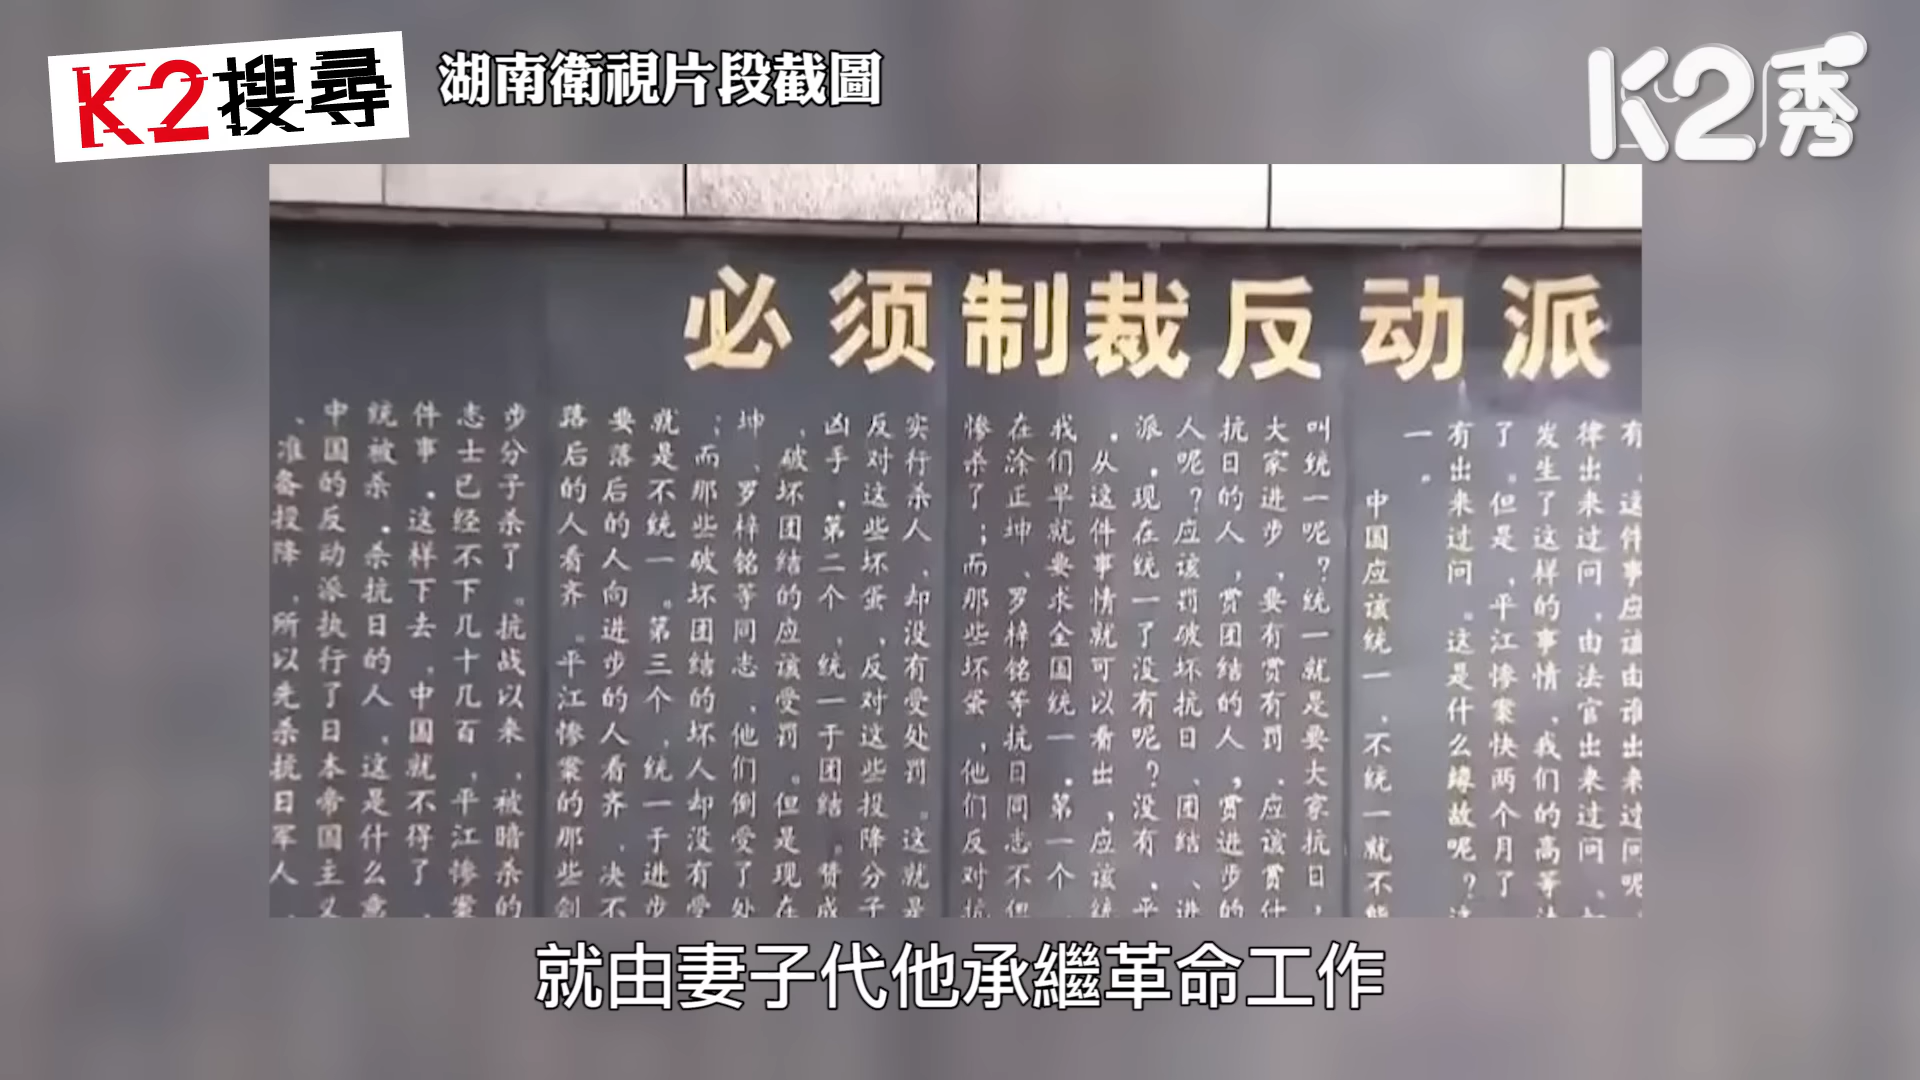 K2搜尋
湖南衛視片段截圖
K2秀
必须制裁反动派
有，这件事应该由谁出来过问呢
律出来过问，由法官出来过问、
发生了这样的事情，我们的高等法
了。但是，平江惨案快两个月了
有出来过问。这是什么缘故呢？这
一。
中国应该统一，不统一就不能
叫统一呢？统一就是要大家抗日，
大家进步，要有赏有罚。应该赏什
抗日的人，赏团结的人，赏进步的
人呢？应该罚破坏抗日、团结、进
派。现在统一了没有呢？没有。平
。从这件事情就可以看出，应该统
我们早就要求全国统一。第一个，
在涂正坤、罗梓铭等抗日同志不但
惨杀了；而那些坏蛋，他们反对抗
实行杀人，却没有受处罚。这就是
反对这些坏蛋、反对这些投降分子
凶手。第二个，统一于团结。赞成
、破坏团结的应该受罚。但是现在
坤、罗梓铭等同志，他们倒受了处
；而那些破坏团结的坏人却没有受
就是不统一。第三个，统一于进步
要落后的人向进步的人看齐，决不
落后的人看齐。平江惨案的那些刽
步分子杀了。抗战以来，被暗杀的
志士已经不下几十几百，平江惨案
件事。这样下去，中国就不得了，
统被杀。杀抗日的人，这是什么意
中国的反动派执行了日本帝国主义
、准备投降，所以先杀抗日军人，
就由妻子代他承繼革命工作